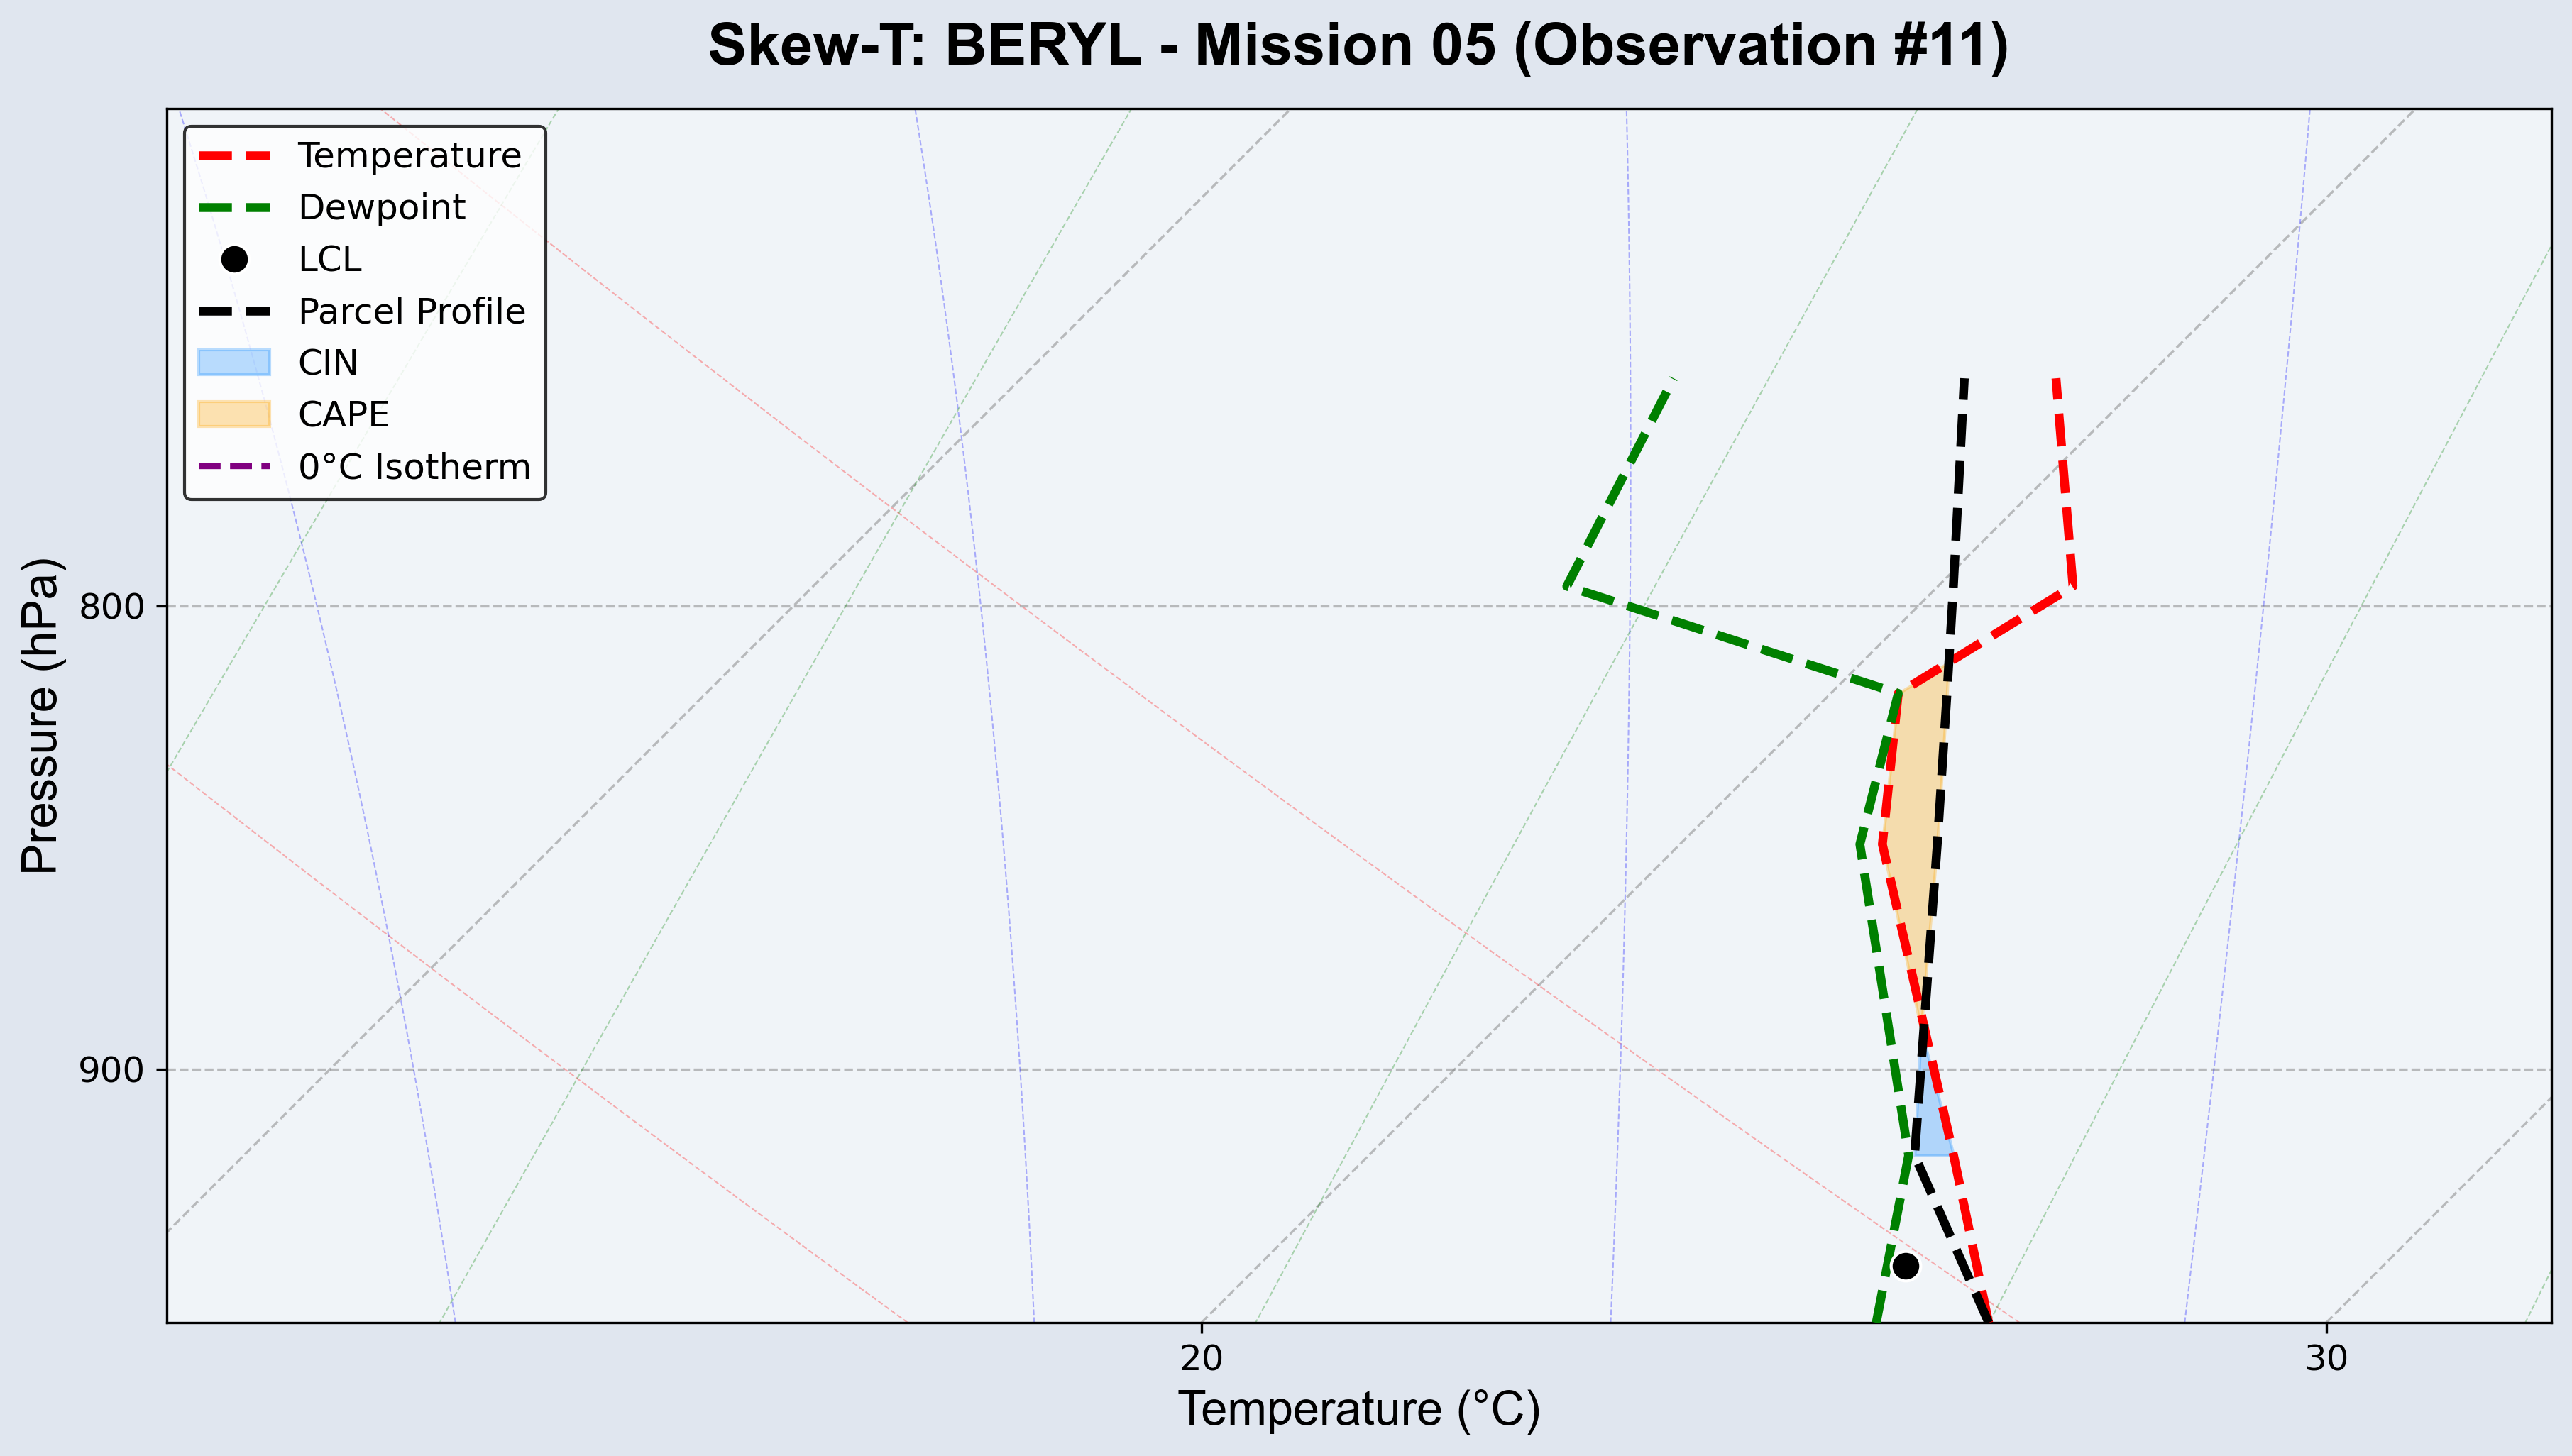 Skew-T: BERYL - Mission 05 (Observation #11)
Temperature
Dewpoint
LCL
Parcel Profile
CIN
CAPE
0°C Isotherm
Pressure (hPa)
800
900
20
30
Temperature (°C)